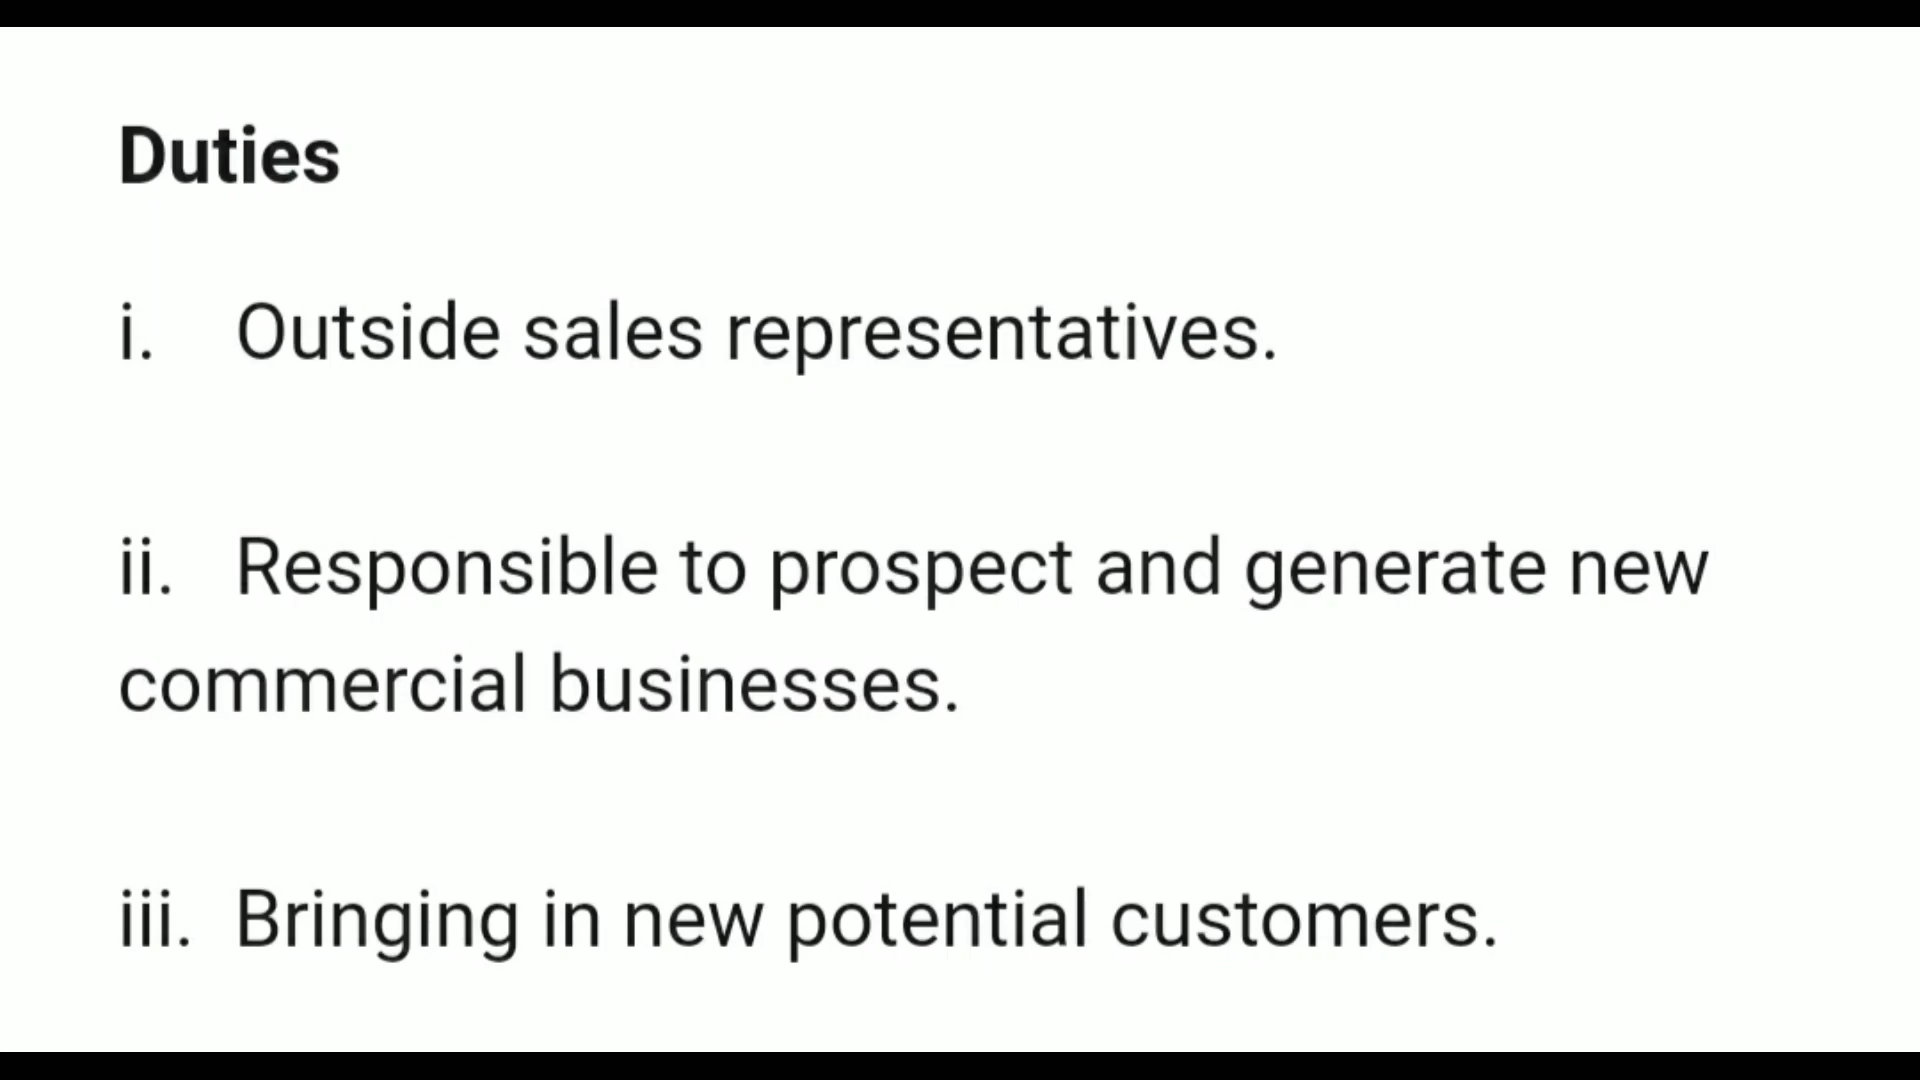 Duties
i. Outside sales representatives.
ii. Responsible to prospect and generate new
commercial businesses.
iii. Bringing in new potential customers.